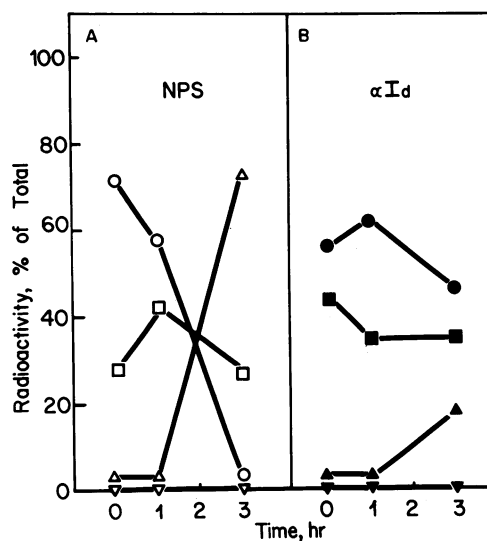 A
B
NPS
αId
100
80
60
40
20
0
Radioactivity, % of Total
0 1 2 3
0 1 2 3
Time, hr